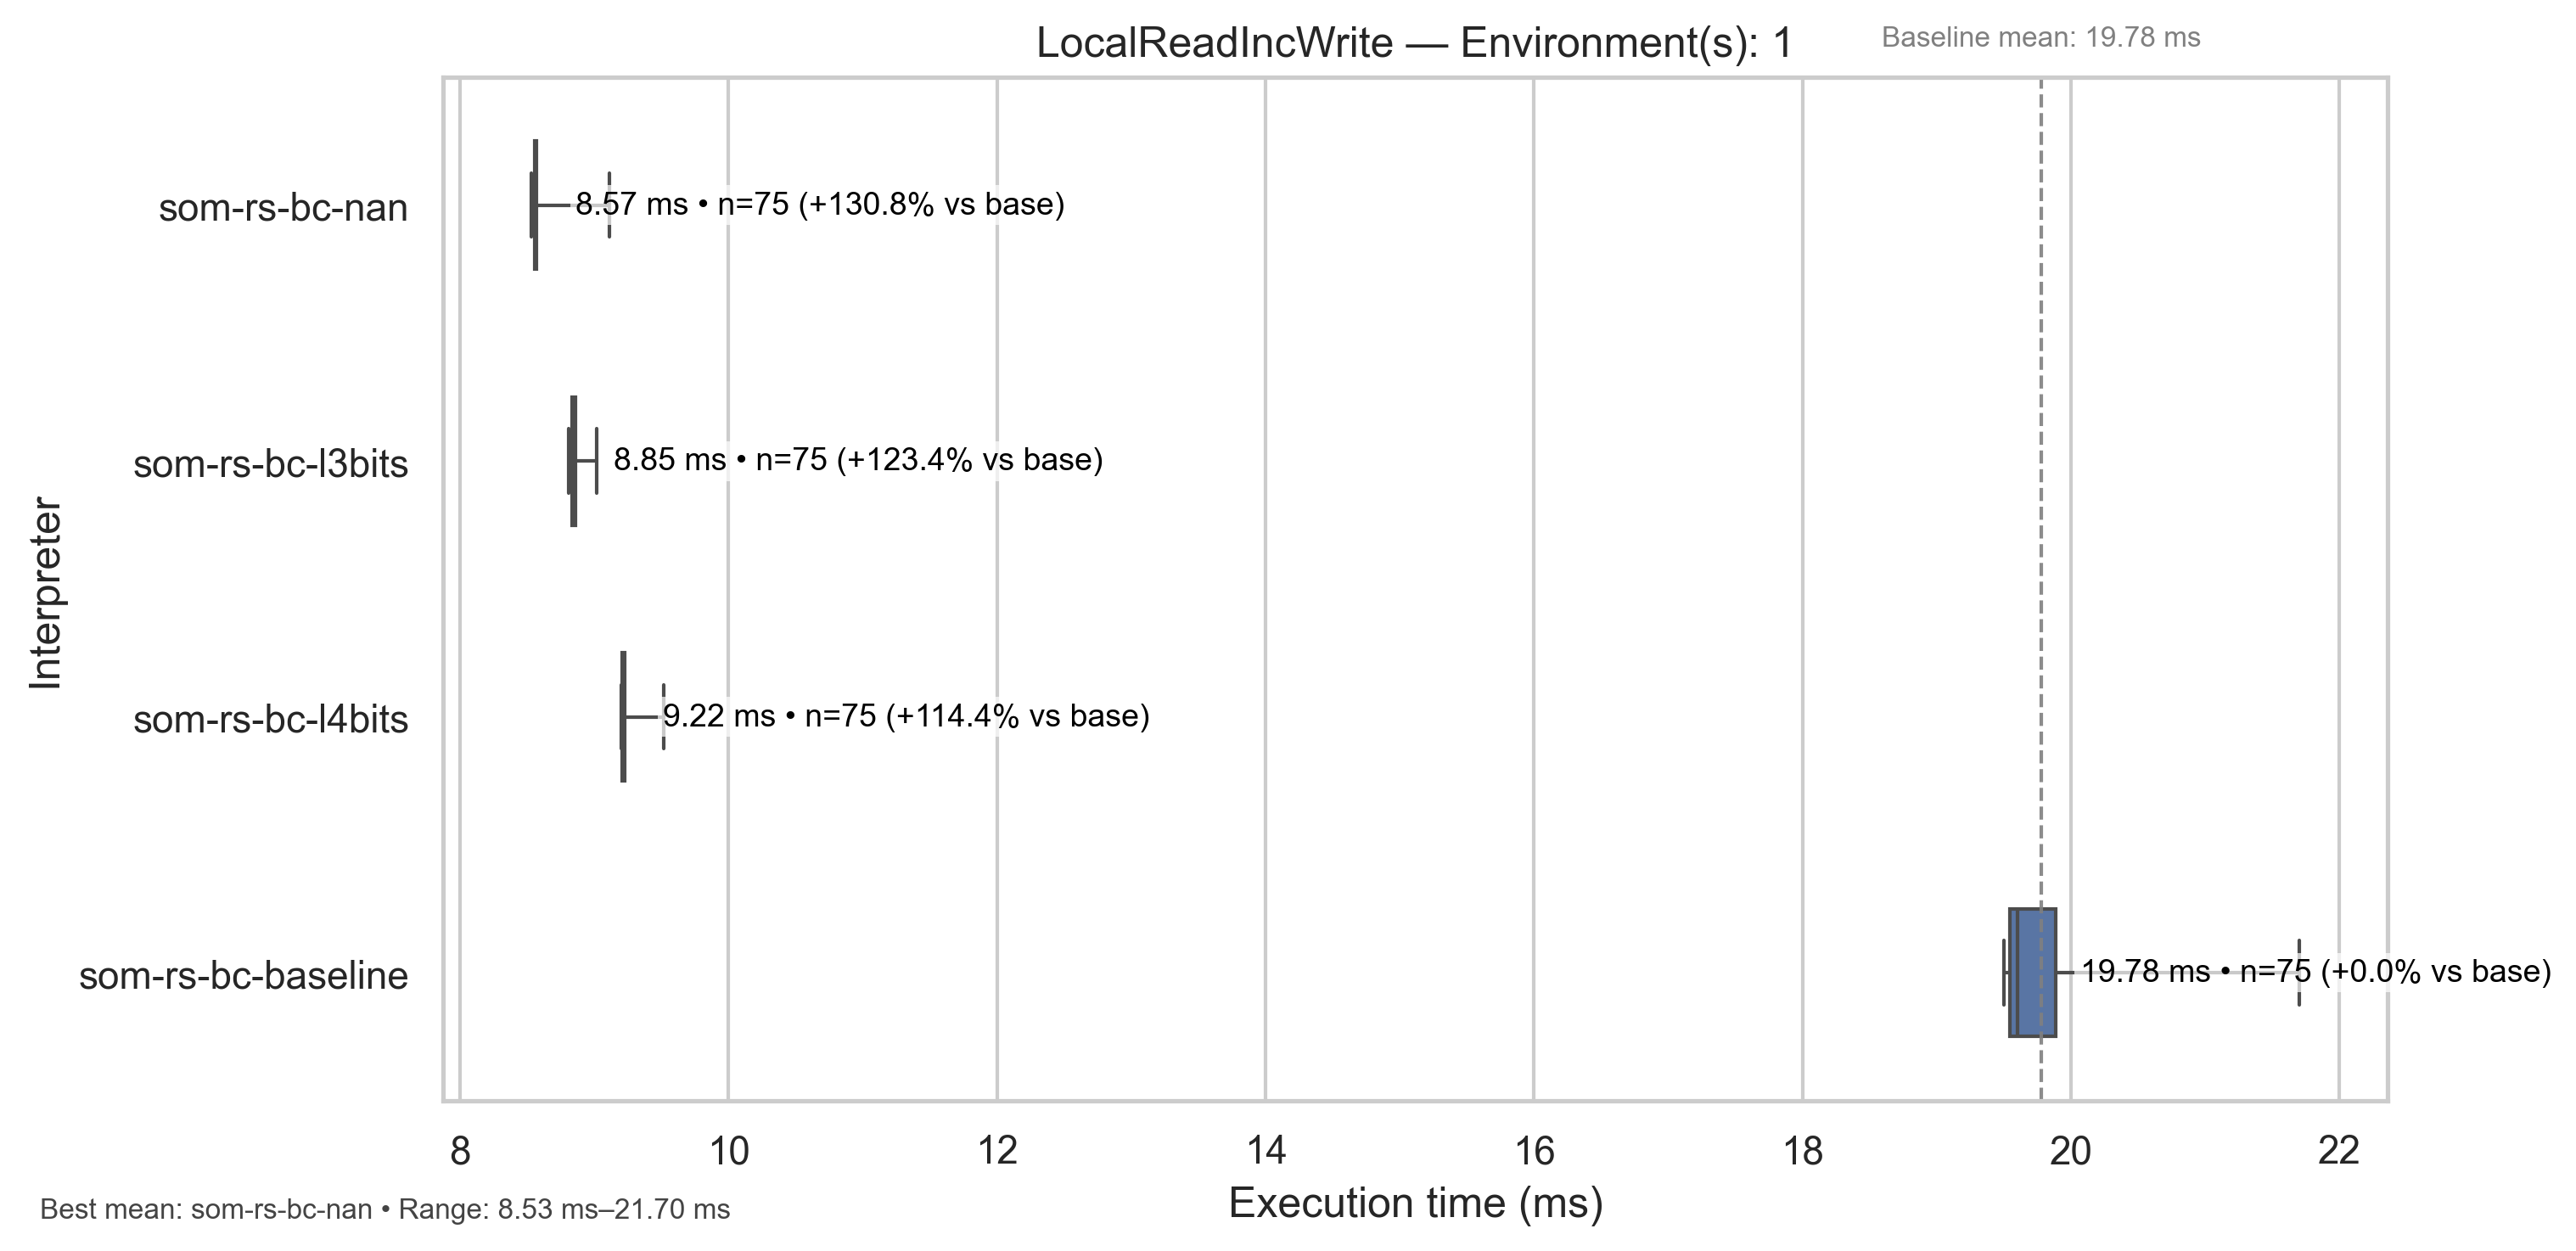 LocalReadIncWrite — Environment(s): 1
Baseline mean: 19.78 ms
Interpreter
som-rs-bc-nan
8.57 ms • n=75 (+130.8% vs base)
som-rs-bc-l3bits
8.85 ms • n=75 (+123.4% vs base)
som-rs-bc-l4bits
9.22 ms • n=75 (+114.4% vs base)
som-rs-bc-baseline
19.78 ms • n=75 (+0.0% vs base)
8 10 12 14 16 18 20 22
Execution time (ms)
Best mean: som-rs-bc-nan • Range: 8.53 ms–21.70 ms